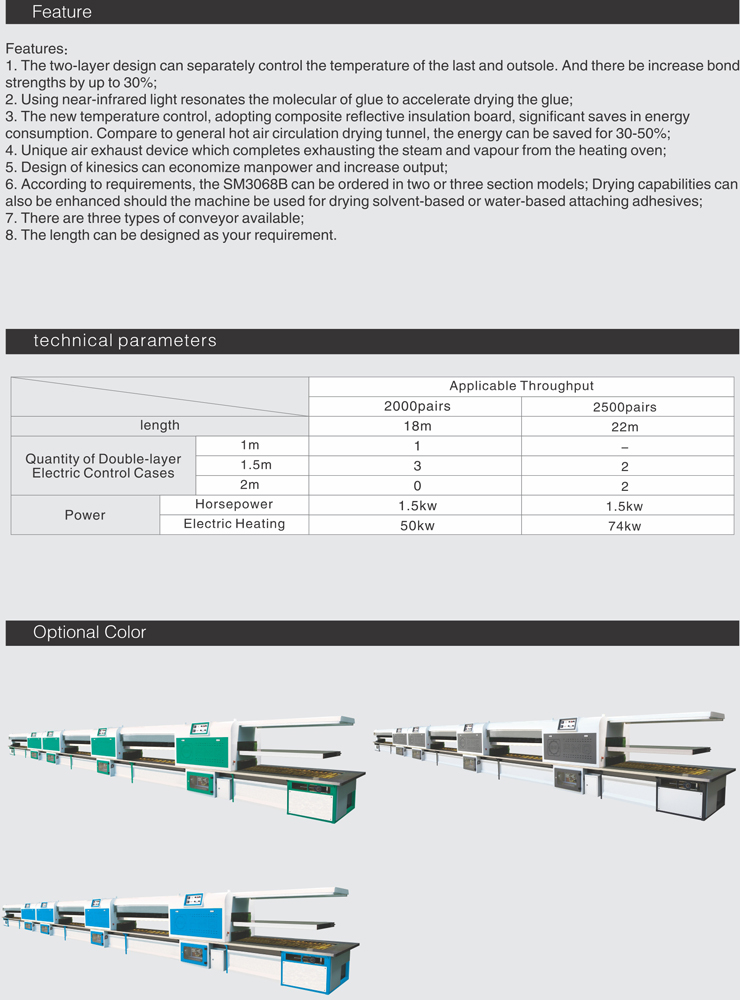 Feature
Features:
1. The two-layer design can separately control the temperature of the last and outsole. And there be increase bond
strengths by up to 30%;
2. Using near-infrared light resonates the molecular of glue to accelerate drying the glue;
3. The new temperature control, adopting composite reflective insulation board, significant saves in energy
consumption. Compare to general hot air circulation drying tunnel, the energy can be saved for 30-50%;
4. Unique air exhaust device which completes exhausting the steam and vapour from the heating oven;
5. Design of kinesics can economize manpower and increase output;
6. According to requirements, the SM3068B can be ordered in two or three section models; Drying capabilities can
also be enhanced should the machine be used for drying solvent-based or water-based attaching adhesives;
7. There are three types of conveyor available;
8. The length can be designed as your requirement.
technical parameters
Applicable Throughput
2000pairs 2500pairs
length 18m 22m
Quantity of Double-layer
Electric Control Cases
1m 1 –
1.5m 3 2
2m 0 2
Power
Horsepower 1.5kw 1.5kw
Electric Heating 50kw 74kw
Optional Color